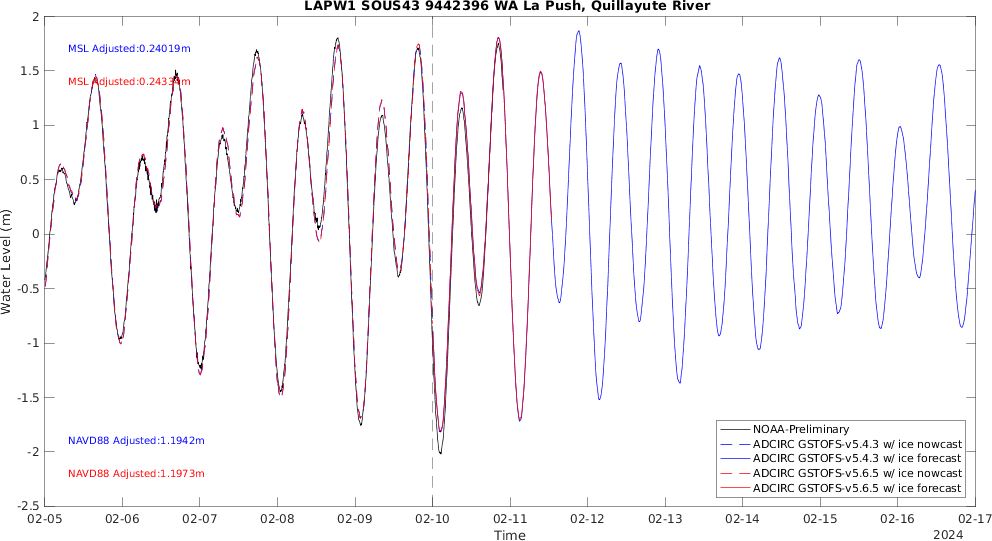 LAPW1 SOUS43 9442396 WA La Push, Quillayute River
2
1.5
1
0.5
0
-0.5
-1
-1.5
-2
-2.5
Water Level (m)
MSL Adjusted:0.24019m
MSL Adjusted:0.24334m
NAVD88 Adjusted:1.1942m
NAVD88 Adjusted:1.1973m
NOAA-Preliminary
ADCIRC GSTOFS-v5.4.3 w/ ice nowcast
ADCIRC GSTOFS-v5.4.3 w/ ice forecast
ADCIRC GSTOFS-v5.6.5 w/ ice nowcast
ADCIRC GSTOFS-v5.6.5 w/ ice forecast
02-05 02-06 02-07 02-08 02-09 02-10 02-11 02-12 02-13 02-14 02-15 02-16 02-17
Time
2024